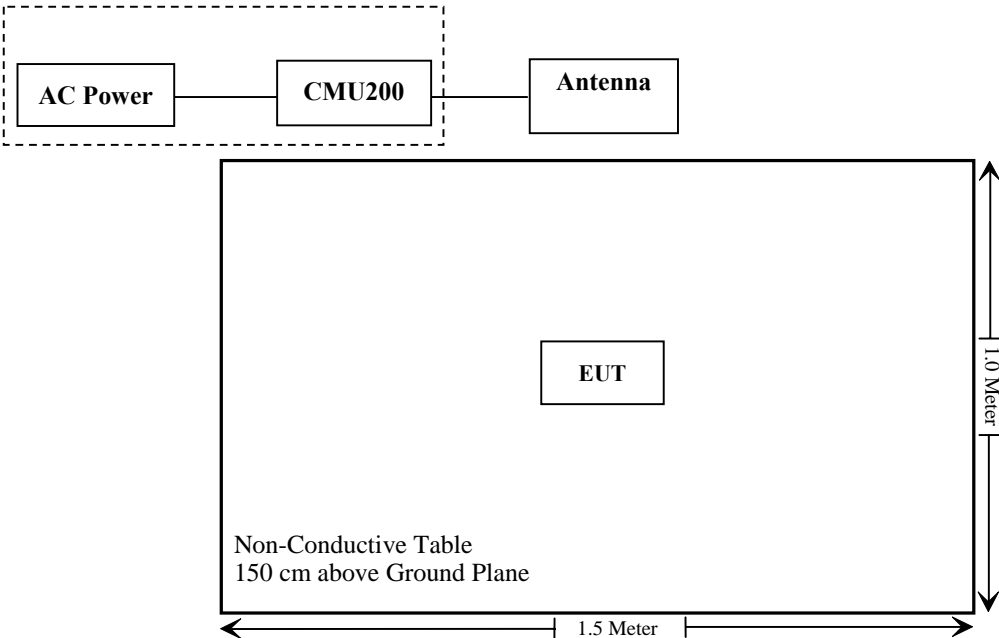 AC Power
CMU200
Antenna
EUT
1.0 Meter
Non-Conductive Table
150 cm above Ground Plane
1.5 Meter